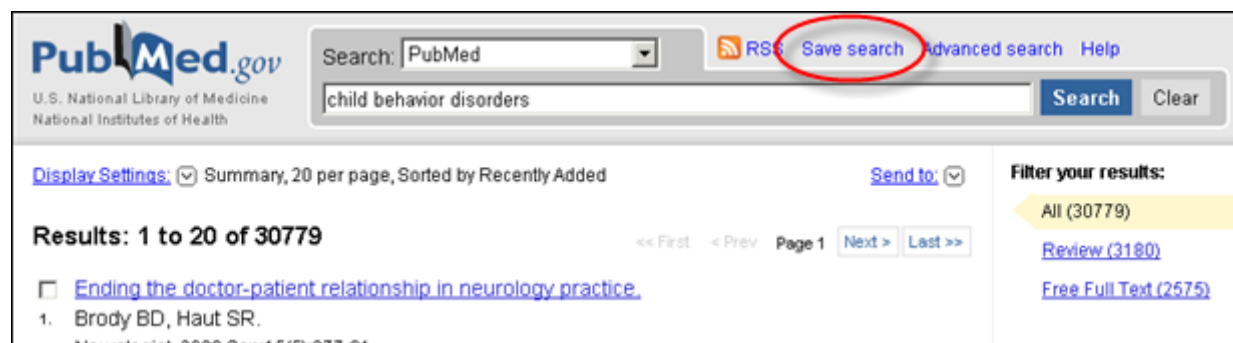 PubMed.gov
U.S. National Library of Medicine
National Institutes of Health
Search: PubMed
RSS Save search Advanced search Help
child behavior disorders
Search Clear
Display Settings: Summary, 20 per page, Sorted by Recently Added
Send to:
Results: 1 to 20 of 30779
<< First < Prev Page 1 Next > Last >>
Ending the doctor-patient relationship in neurology practice.
1. Brody BD, Haut SR.
Filter your results:
All (30779)
Review (3180)
Free Full Text (2575)